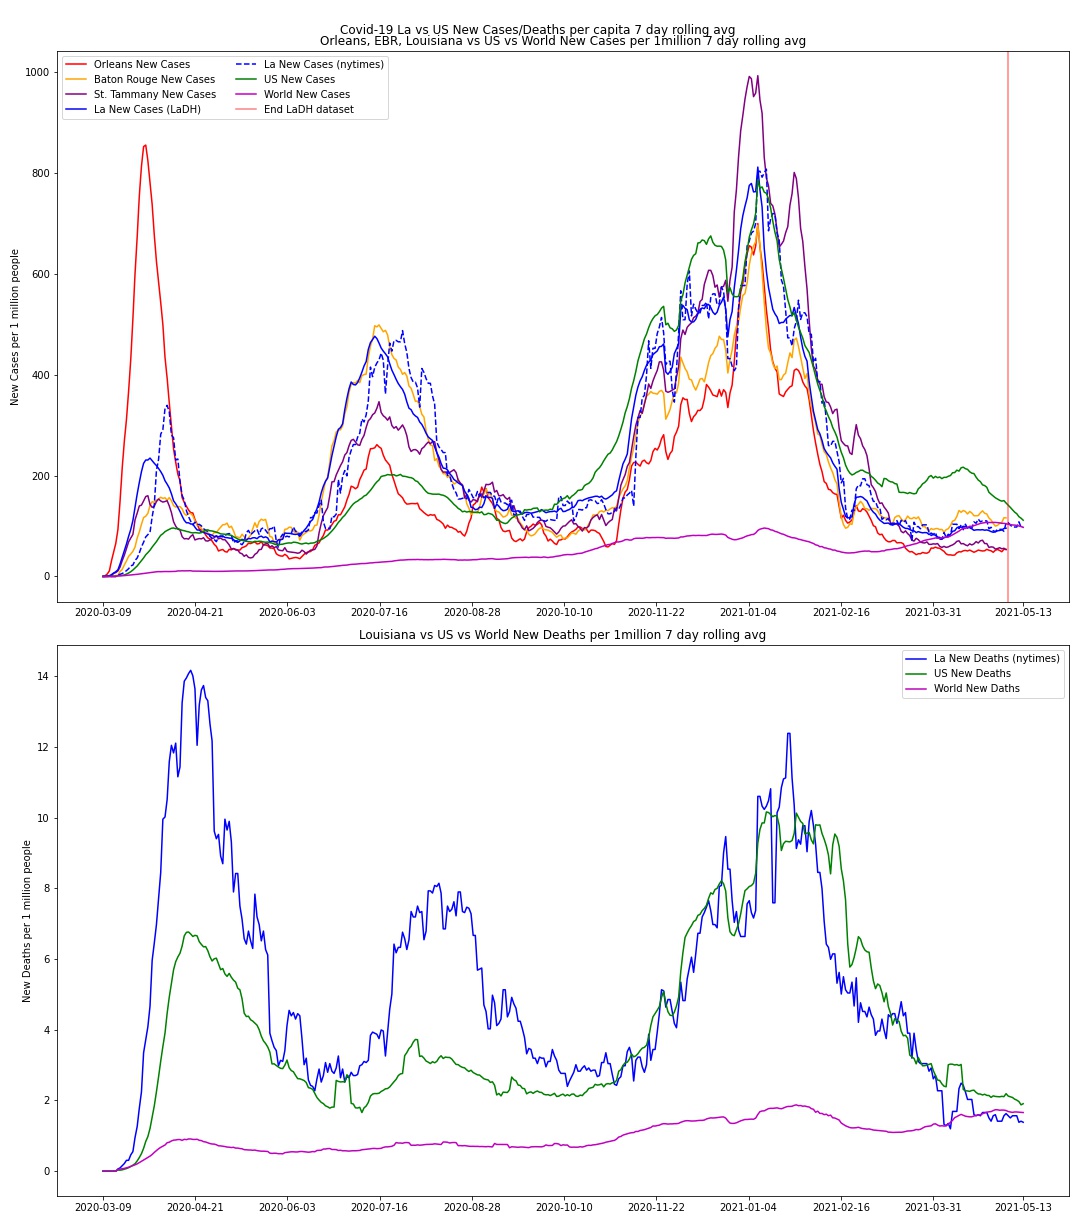 Covid-19 La vs US New Cases/Deaths per capita 7 day rolling avg
Orleans, EBR, Louisiana vs US vs World New Cases per 1million 7 day rolling avg
Orleans New Cases
Baton Rouge New Cases
St. Tammany New Cases
La New Cases (LaDH)
La New Cases (nytimes)
US New Cases
World New Cases
End LaDH dataset
New Cases per 1 million people
1000
800
600
400
200
0
2020-03-09 2020-04-21 2020-06-03 2020-07-16 2020-08-28 2020-10-10 2020-11-22 2021-01-04 2021-02-16 2021-03-31 2021-05-13
Louisiana vs US vs World New Deaths per 1million 7 day rolling avg
La New Deaths (nytimes)
US New Deaths
World New Daths
New Deaths per 1 million people
14
12
10
8
6
4
2
0
2020-03-09 2020-04-21 2020-06-03 2020-07-16 2020-08-28 2020-10-10 2020-11-22 2021-01-04 2021-02-16 2021-03-31 2021-05-13